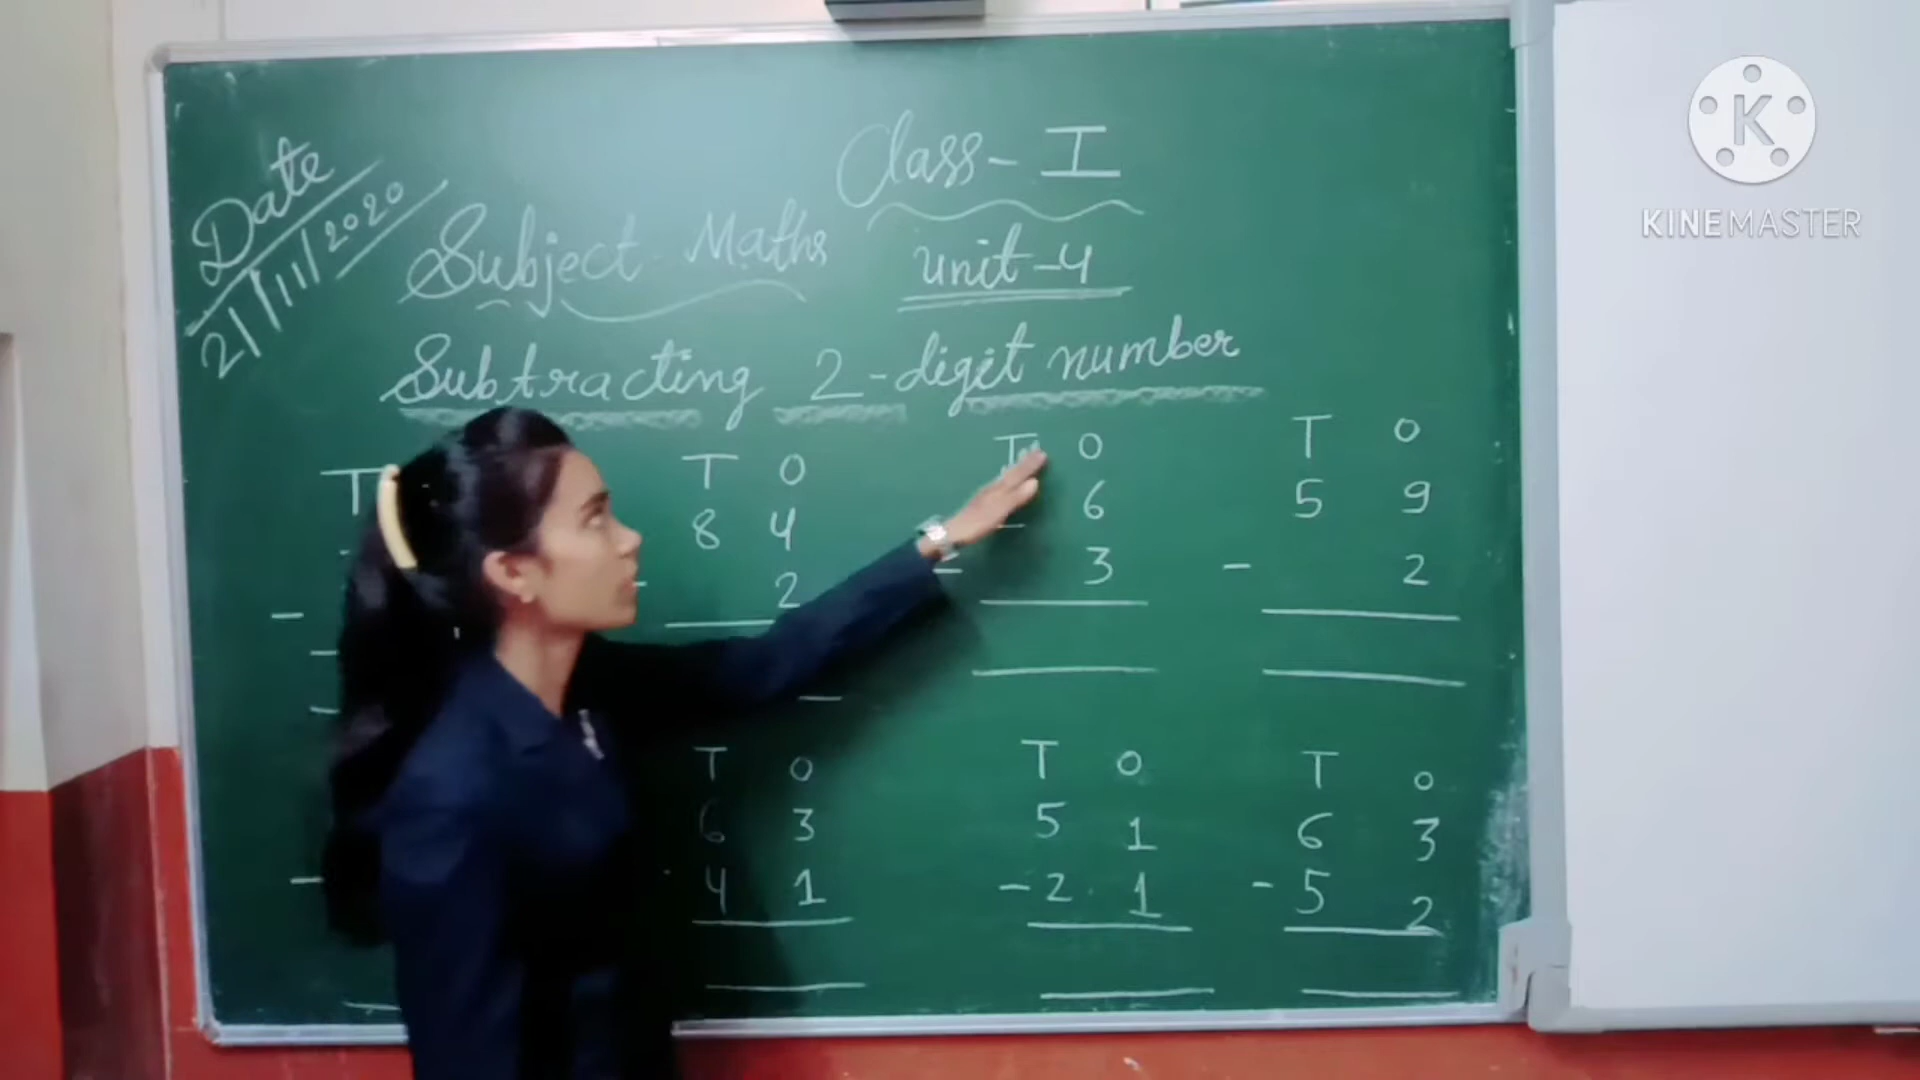 Date
21/11/2020
Class - I
Subject - Maths
unit - 4
Subtracting 2-digit number
T
T O
8 4
- 2
T O
6
- 3
T O
5 9
- 2
T O
6 3
4 1
T O
5 1
- 2 1
T O
6 3
- 5 2
KINEMASTER